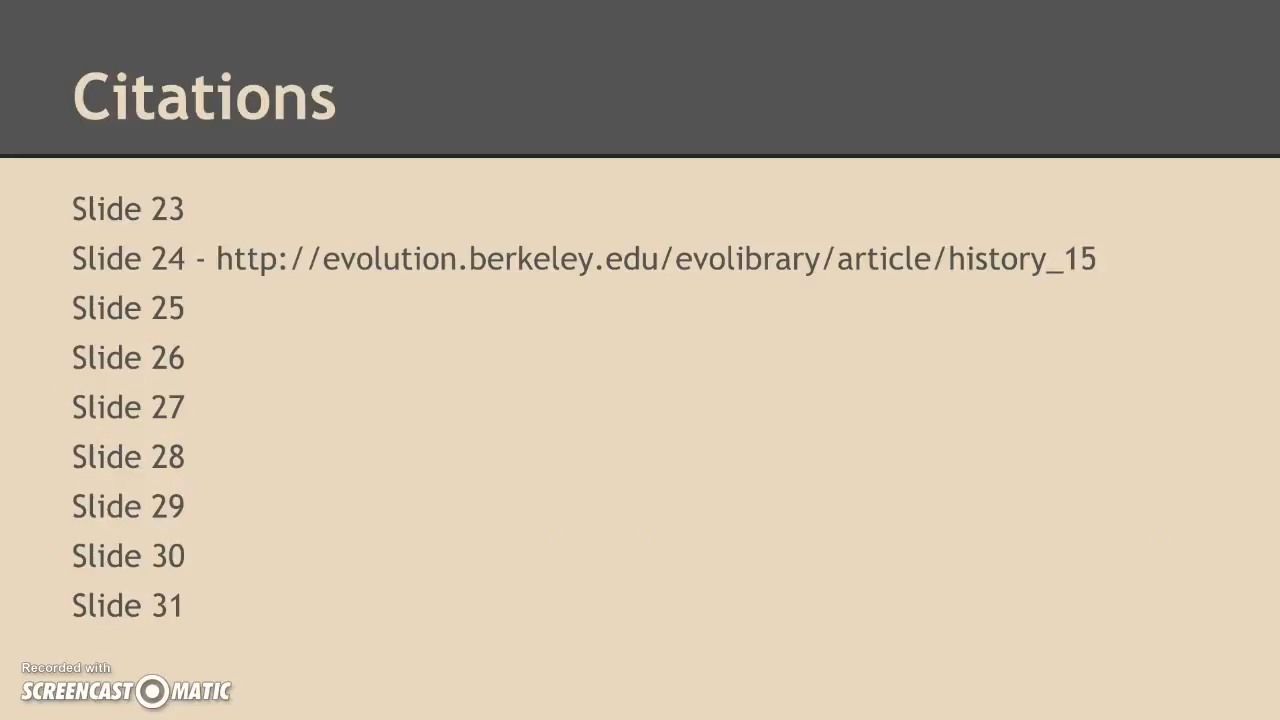 Citations
Slide 23
Slide 24 - http://evolution.berkeley.edu/evolibrary/article/history_15
Slide 25
Slide 26
Slide 27
Slide 28
Slide 29
Slide 30
Slide 31
Recorded with
SCREENCAST MATIC